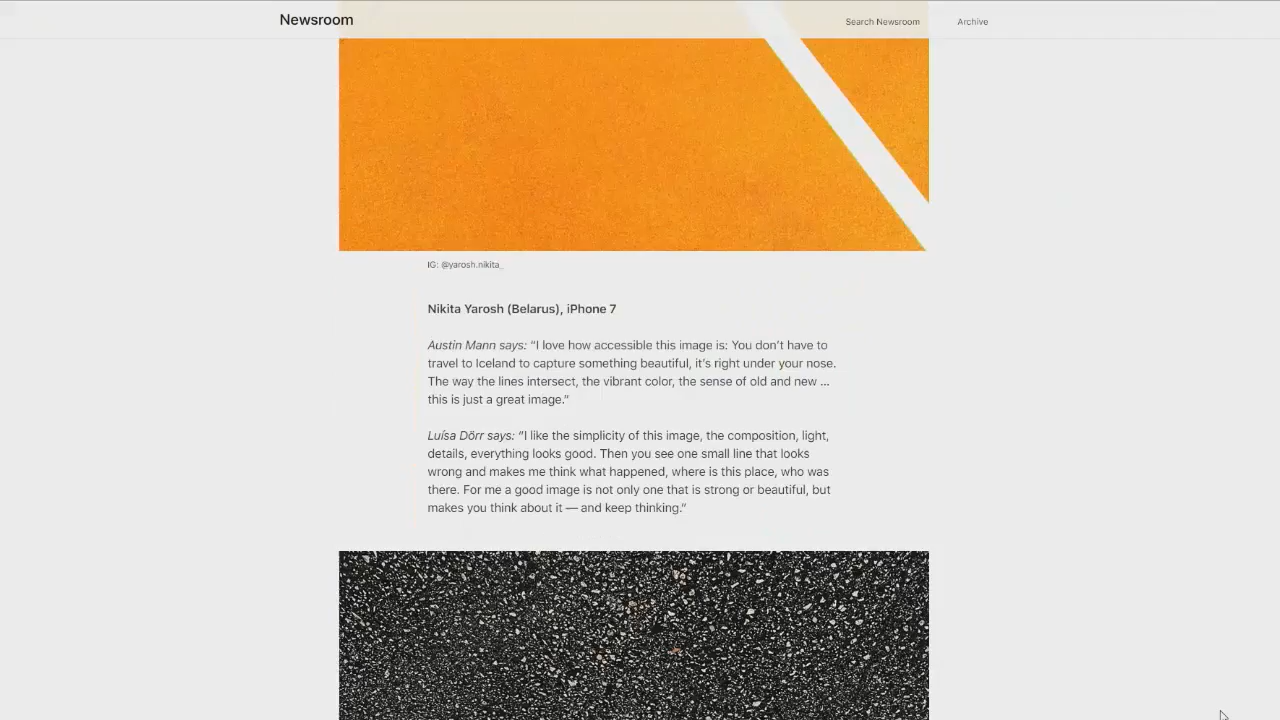 Newsroom
Search Newsroom
Archive
IG: @yarosh.nikita_
Nikita Yarosh (Belarus), iPhone 7
Austin Mann says: “I love how accessible this image is: You don’t have to
travel to Iceland to capture something beautiful, it’s right under your nose.
The way the lines intersect, the vibrant color, the sense of old and new …
this is just a great image.”
Luísa Dörr says: “I like the simplicity of this image, the composition, light,
details, everything looks good. Then you see one small line that looks
wrong and makes me think what happened, where is this place, who was
there. For me a good image is not only one that is strong or beautiful, but
makes you think about it — and keep thinking.”